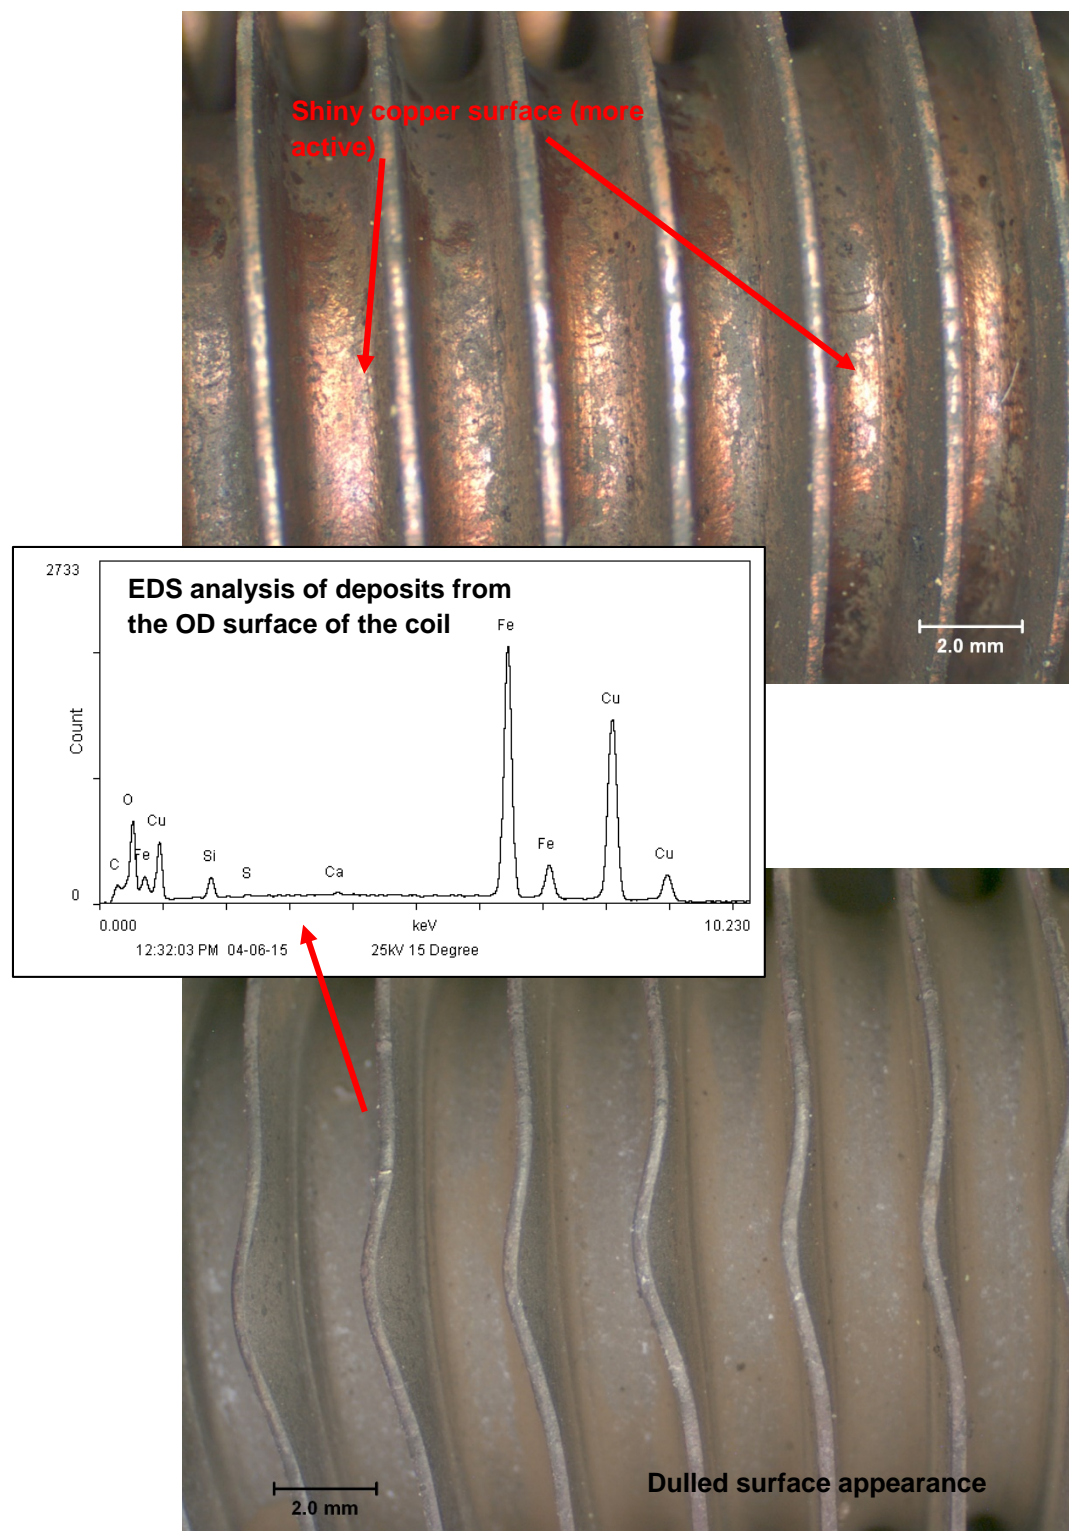 Shiny copper surface (more
active)
2.0 mm
2733
EDS analysis of deposits from
the OD surface of the coil
Fe
Cu
O
Cu
C
Fe
Si
S
Ca
Fe
Cu
Count
0
0.000
keV
10.230
12:32:03 PM 04-06-15
25kV 15 Degree
Dulled surface appearance
2.0 mm